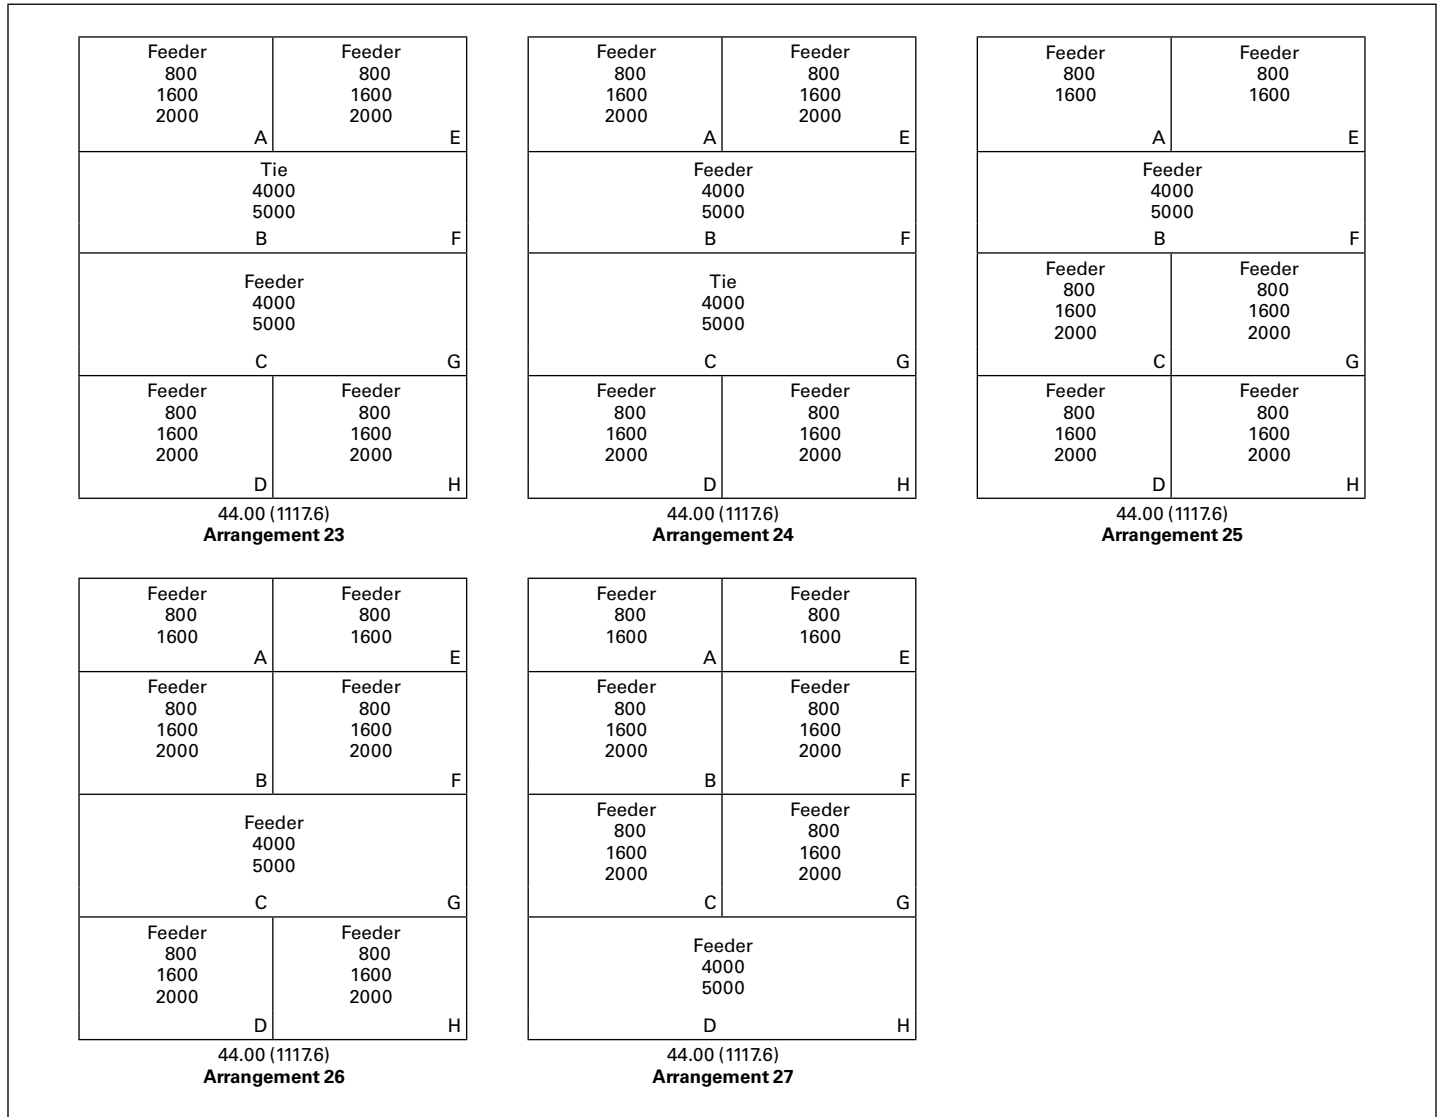 Feeder
800
1600
2000
A
Feeder
800
1600
2000
E
Tie
4000
5000
B F
Feeder
4000
5000
C G
Feeder
800
1600
2000
D
Feeder
800
1600
2000
H
44.00 (1117.6)
Arrangement 23
Feeder
800
1600
2000
A
Feeder
800
1600
2000
E
Feeder
4000
5000
B F
Tie
4000
5000
C G
Feeder
800
1600
2000
D
Feeder
800
1600
2000
H
44.00 (1117.6)
Arrangement 24
Feeder
800
1600
A
Feeder
800
1600
E
Feeder
4000
5000
B F
Feeder
800
1600
2000
C
Feeder
800
1600
2000
G
Feeder
800
1600
2000
D
Feeder
800
1600
2000
H
44.00 (1117.6)
Arrangement 25
Feeder
800
1600
A
Feeder
800
1600
E
Feeder
800
1600
2000
B
Feeder
800
1600
2000
F
Feeder
4000
5000
C G
Feeder
800
1600
2000
D
Feeder
800
1600
2000
H
44.00 (1117.6)
Arrangement 26
Feeder
800
1600
A
Feeder
800
1600
E
Feeder
800
1600
2000
B
Feeder
800
1600
2000
F
Feeder
800
1600
2000
C
Feeder
800
1600
2000
G
Feeder
4000
5000
D H
44.00 (1117.6)
Arrangement 27